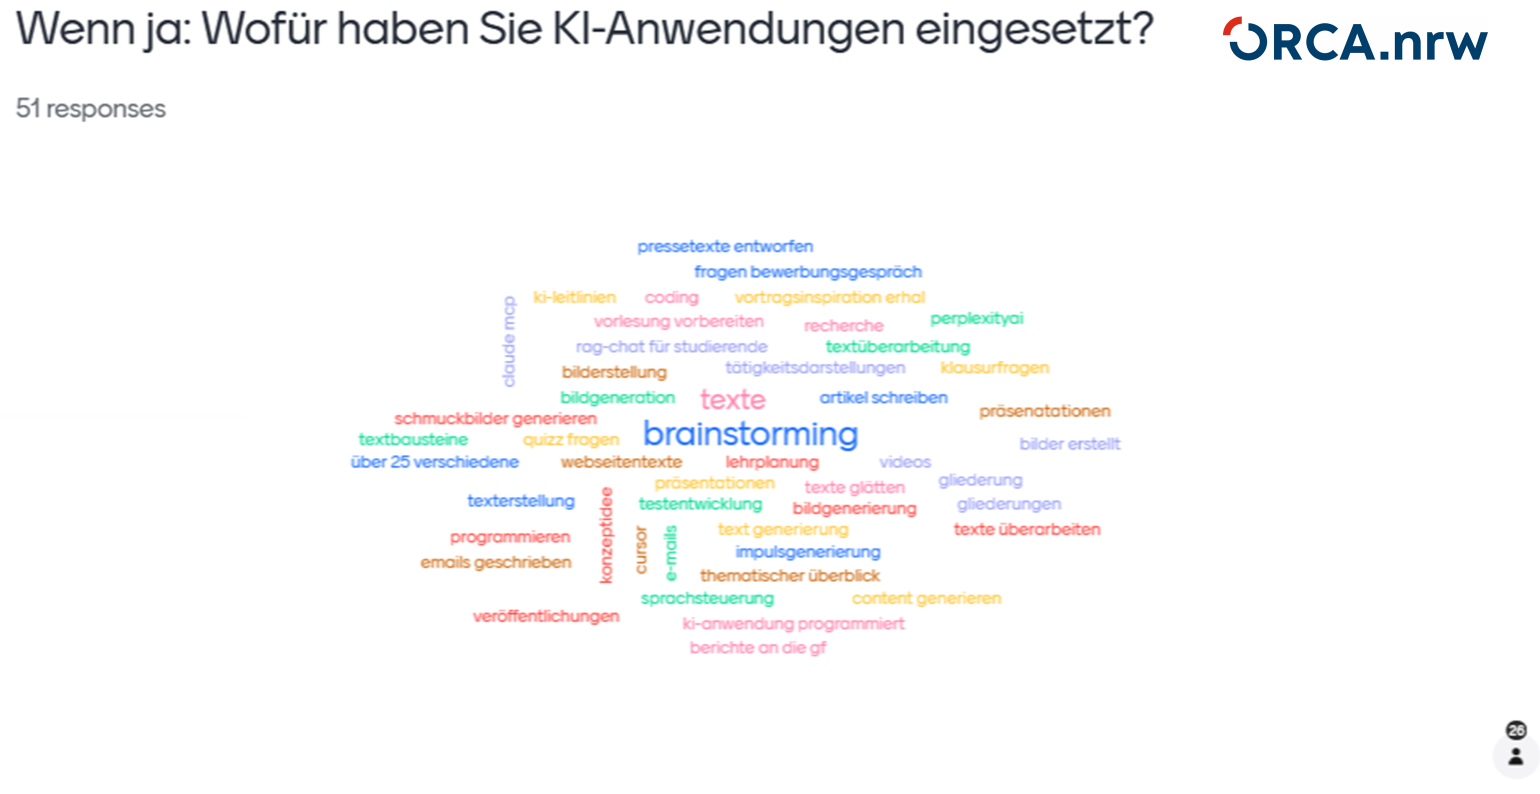 Wenn ja: Wofür haben Sie KI-Anwendungen eingesetzt?
ORCA.nrw
51 responses
pressetexte entworfen
fragen bewerbungsgespräch
claude mcp
ki-leitlinien coding vortragsinspiration erhal
vorlesung vorbereiten recherche perplexityai
rag-chat für studierende textüberarbeitung
bilderstellung tätigkeitsdarstellungen klausurfragen
bildgeneration texte artikel schreiben
schmuckbilder generieren präsenatationen
textbausteine quizz fragen brainstorming bilder erstellt
über 25 verschiedene webseitentexte lehrplanung videos
präsentationen texte glätten gliederung
texterstellung konzeptidee testentwicklung bildgenerierung gliederungen
programmieren cursor e-mails text generierung texte überarbeiten
emails geschrieben impulsgenerierung
thematischer überblick
sprachsteuerung content generieren
veröffentlichungen ki-anwendung programmiert
berichte an die gf
26